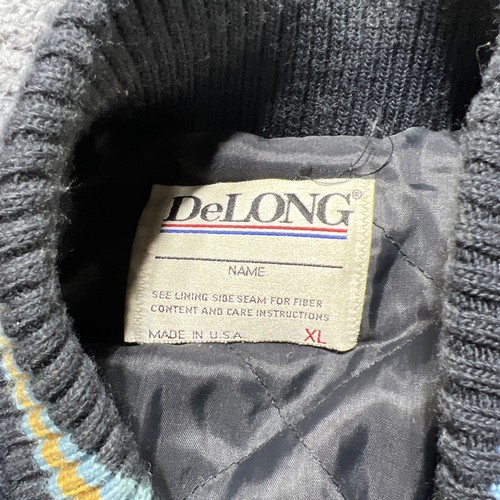 DeLONG®
NAME
SEE LINING SIDE SEAM FOR FIBER
CONTENT AND CARE INSTRUCTIONS
MADE IN U.S.A. XL